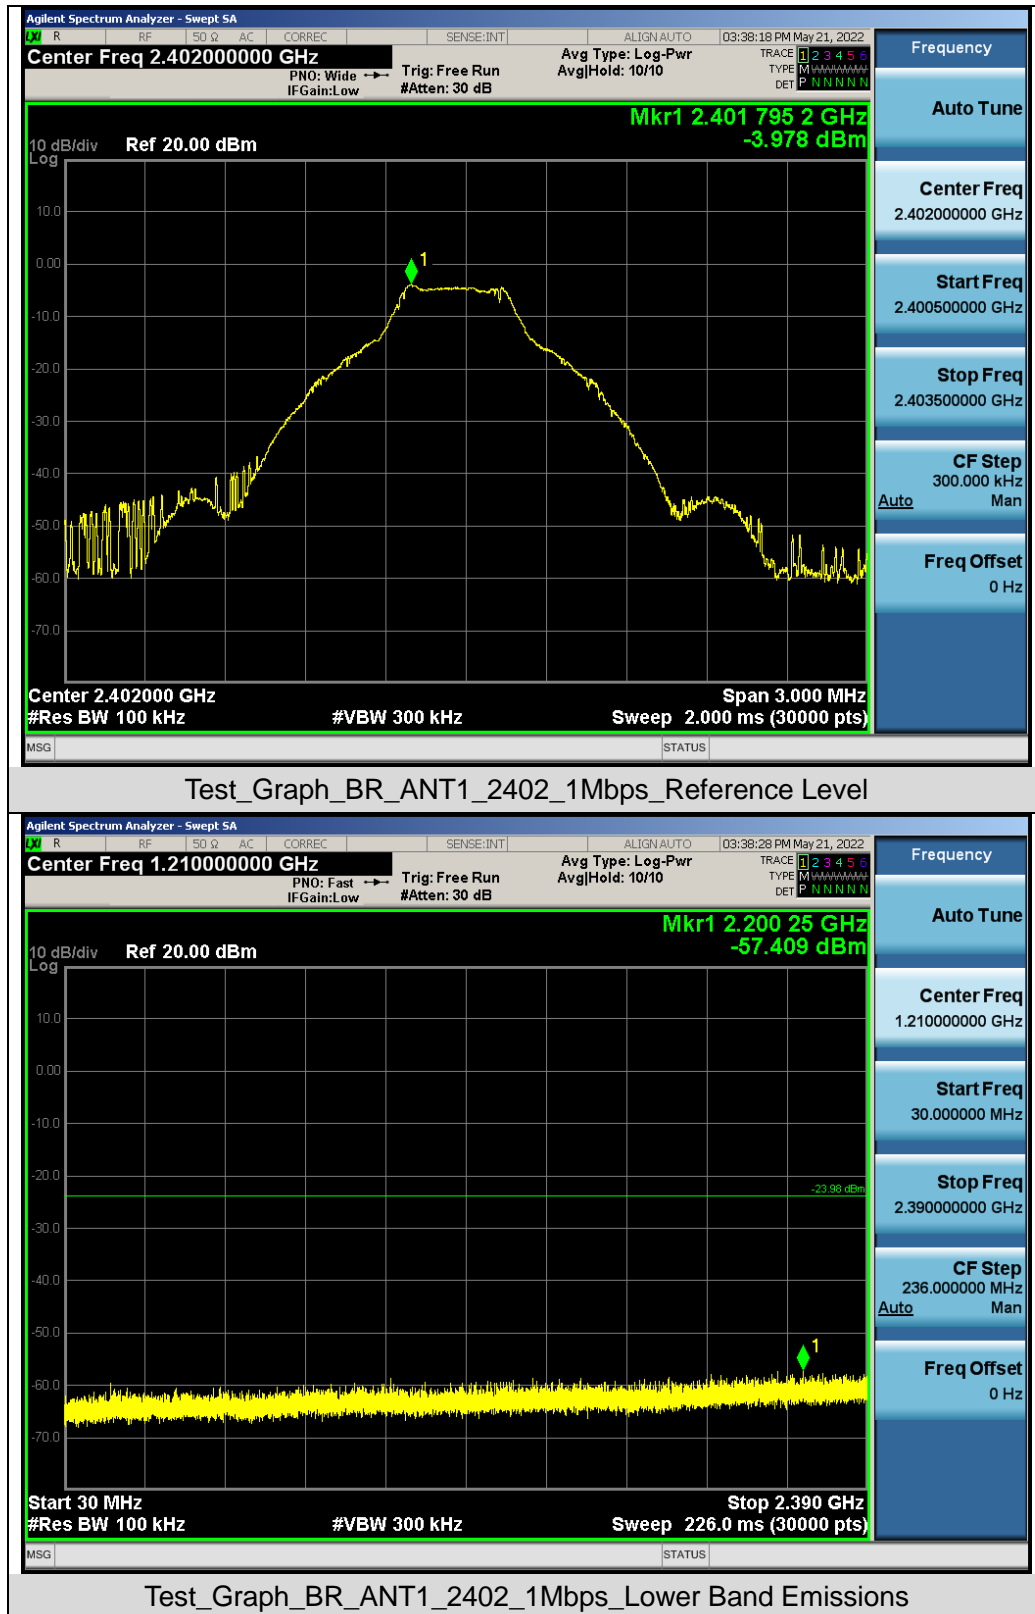 Agilent Spectrum Analyzer - Swept SA
LXI R RF 50 Ω AC CORREC SENSE:INT ALIGN AUTO 03:38:18 PM May 21, 2022
Center Freq 2.402000000 GHz
PNO: Wide
IFGain:Low
Trig: Free Run
#Atten: 30 dB
Avg Type: Log-Pwr
Avg|Hold: 10/10
TRACE 1 2 3 4 5 6
TYPE M WWWWW
DET P N N N N N
Frequency
Auto Tune
Center Freq
2.402000000 GHz
Start Freq
2.400500000 GHz
Stop Freq
2.403500000 GHz
CF Step
300.000 kHz
Auto Man
Freq Offset
0 Hz
Mkr1 2.401 795 2 GHz
-3.978 dBm
10 dB/div Ref 20.00 dBm
Log
10.0
0.00
-10.0
-20.0
-30.0
-40.0
-50.0
-60.0
-70.0
1
Center 2.402000 GHz Span 3.000 MHz
#Res BW 100 kHz #VBW 300 kHz Sweep 2.000 ms (30000 pts)
MSG STATUS
Test_Graph_BR_ANT1_2402_1Mbps_Reference Level
Agilent Spectrum Analyzer - Swept SA
LXI R RF 50 Ω AC CORREC SENSE:INT ALIGN AUTO 03:38:28 PM May 21, 2022
Center Freq 1.210000000 GHz
PNO: Fast
IFGain:Low
Trig: Free Run
#Atten: 30 dB
Avg Type: Log-Pwr
Avg|Hold: 10/10
TRACE 1 2 3 4 5 6
TYPE M WWWWW
DET P N N N N N
Frequency
Auto Tune
Center Freq
1.210000000 GHz
Start Freq
30.000000 MHz
Stop Freq
2.390000000 GHz
CF Step
236.000000 MHz
Auto Man
Freq Offset
0 Hz
Mkr1 2.200 25 GHz
-57.409 dBm
10 dB/div Ref 20.00 dBm
Log
10.0
0.00
-10.0
-20.0
-23.98 dBm
-30.0
-40.0
-50.0
-60.0
-70.0
1
Start 30 MHz Stop 2.390 GHz
#Res BW 100 kHz #VBW 300 kHz Sweep 226.0 ms (30000 pts)
MSG STATUS
Test_Graph_BR_ANT1_2402_1Mbps_Lower Band Emissions